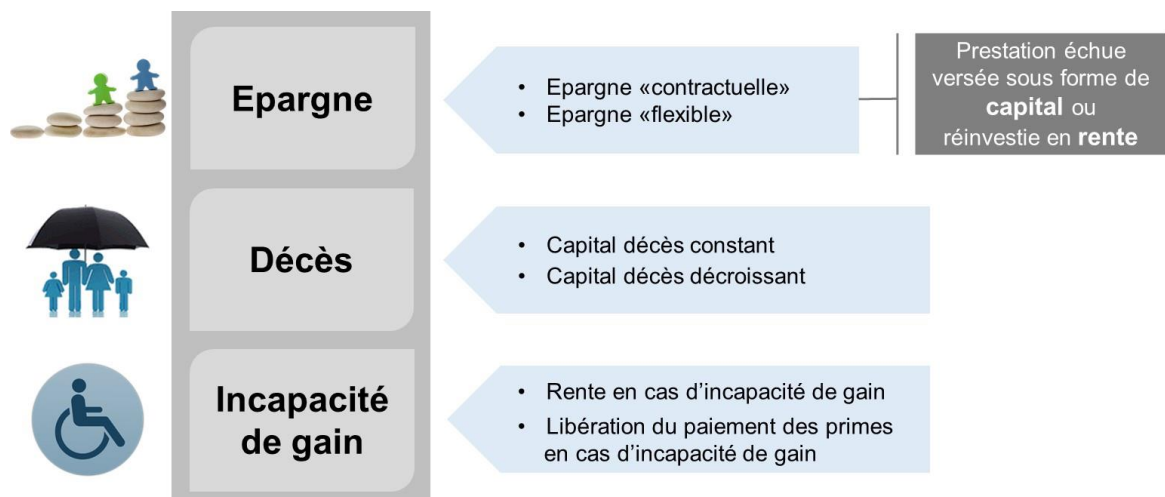 Epargne
• Epargne «contractuelle»
• Epargne «flexible»
Prestation échue
versée sous forme de
capital ou
réinvestie en rente
Décès
• Capital décès constant
• Capital décès décroissant
Incapacité
de gain
• Rente en cas d’incapacité de gain
• Libération du paiement des primes
en cas d’incapacité de gain